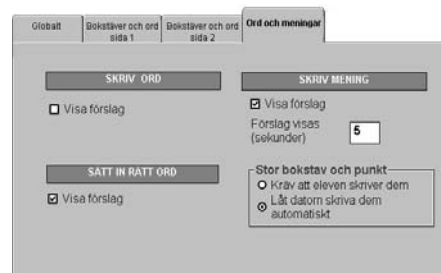 Globalt
Bokstäver och ord
sida 1
Bokstäver och ord
sida 2
Ord och meningar
SKRIV ORD
Visa förslag
SÄTT IN RÄTT ORD
Visa förslag
SKRIV MENING
Visa förslag
Förslag visas
(sekunder)
5
Stor bokstav och punkt
Kräv att eleven skriver dem
Låt datorn skriva dem
automatiskt